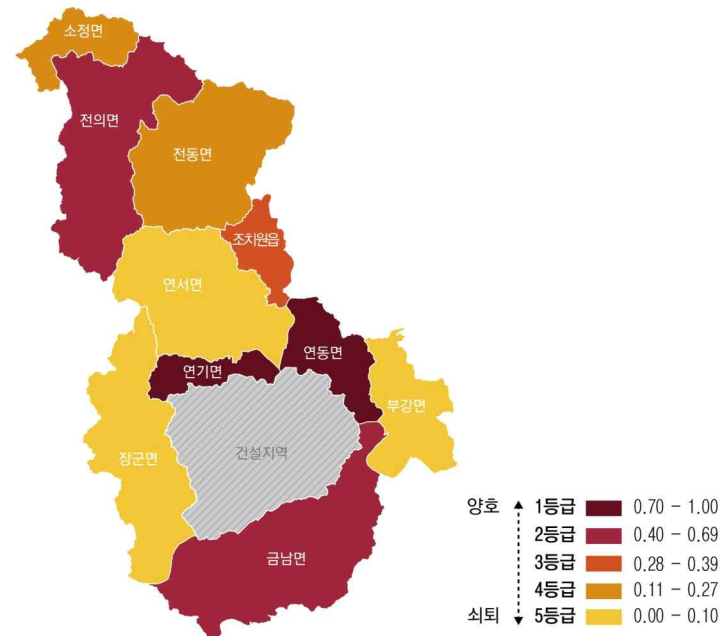 소정면
전의면
전동면
조치원읍
연서면
연동면
연기면
부강면
장군면
건설지역
금남면
양호 1등급 0.70 - 1.00
2등급 0.40 - 0.69
3등급 0.28 - 0.39
4등급 0.11 - 0.27
쇠퇴 5등급 0.00 - 0.10